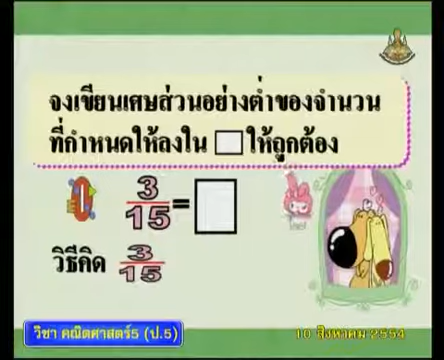 จงเขียนเศษส่วนอย่างต่ำของจำนวน
ที่กำหนดให้ลงใน □ ให้ถูกต้อง
1 3/15 = □
วิธีคิด 3/15
วิชา คณิตศาสตร์5 (ป.5) 10 สิงหาคม 2554